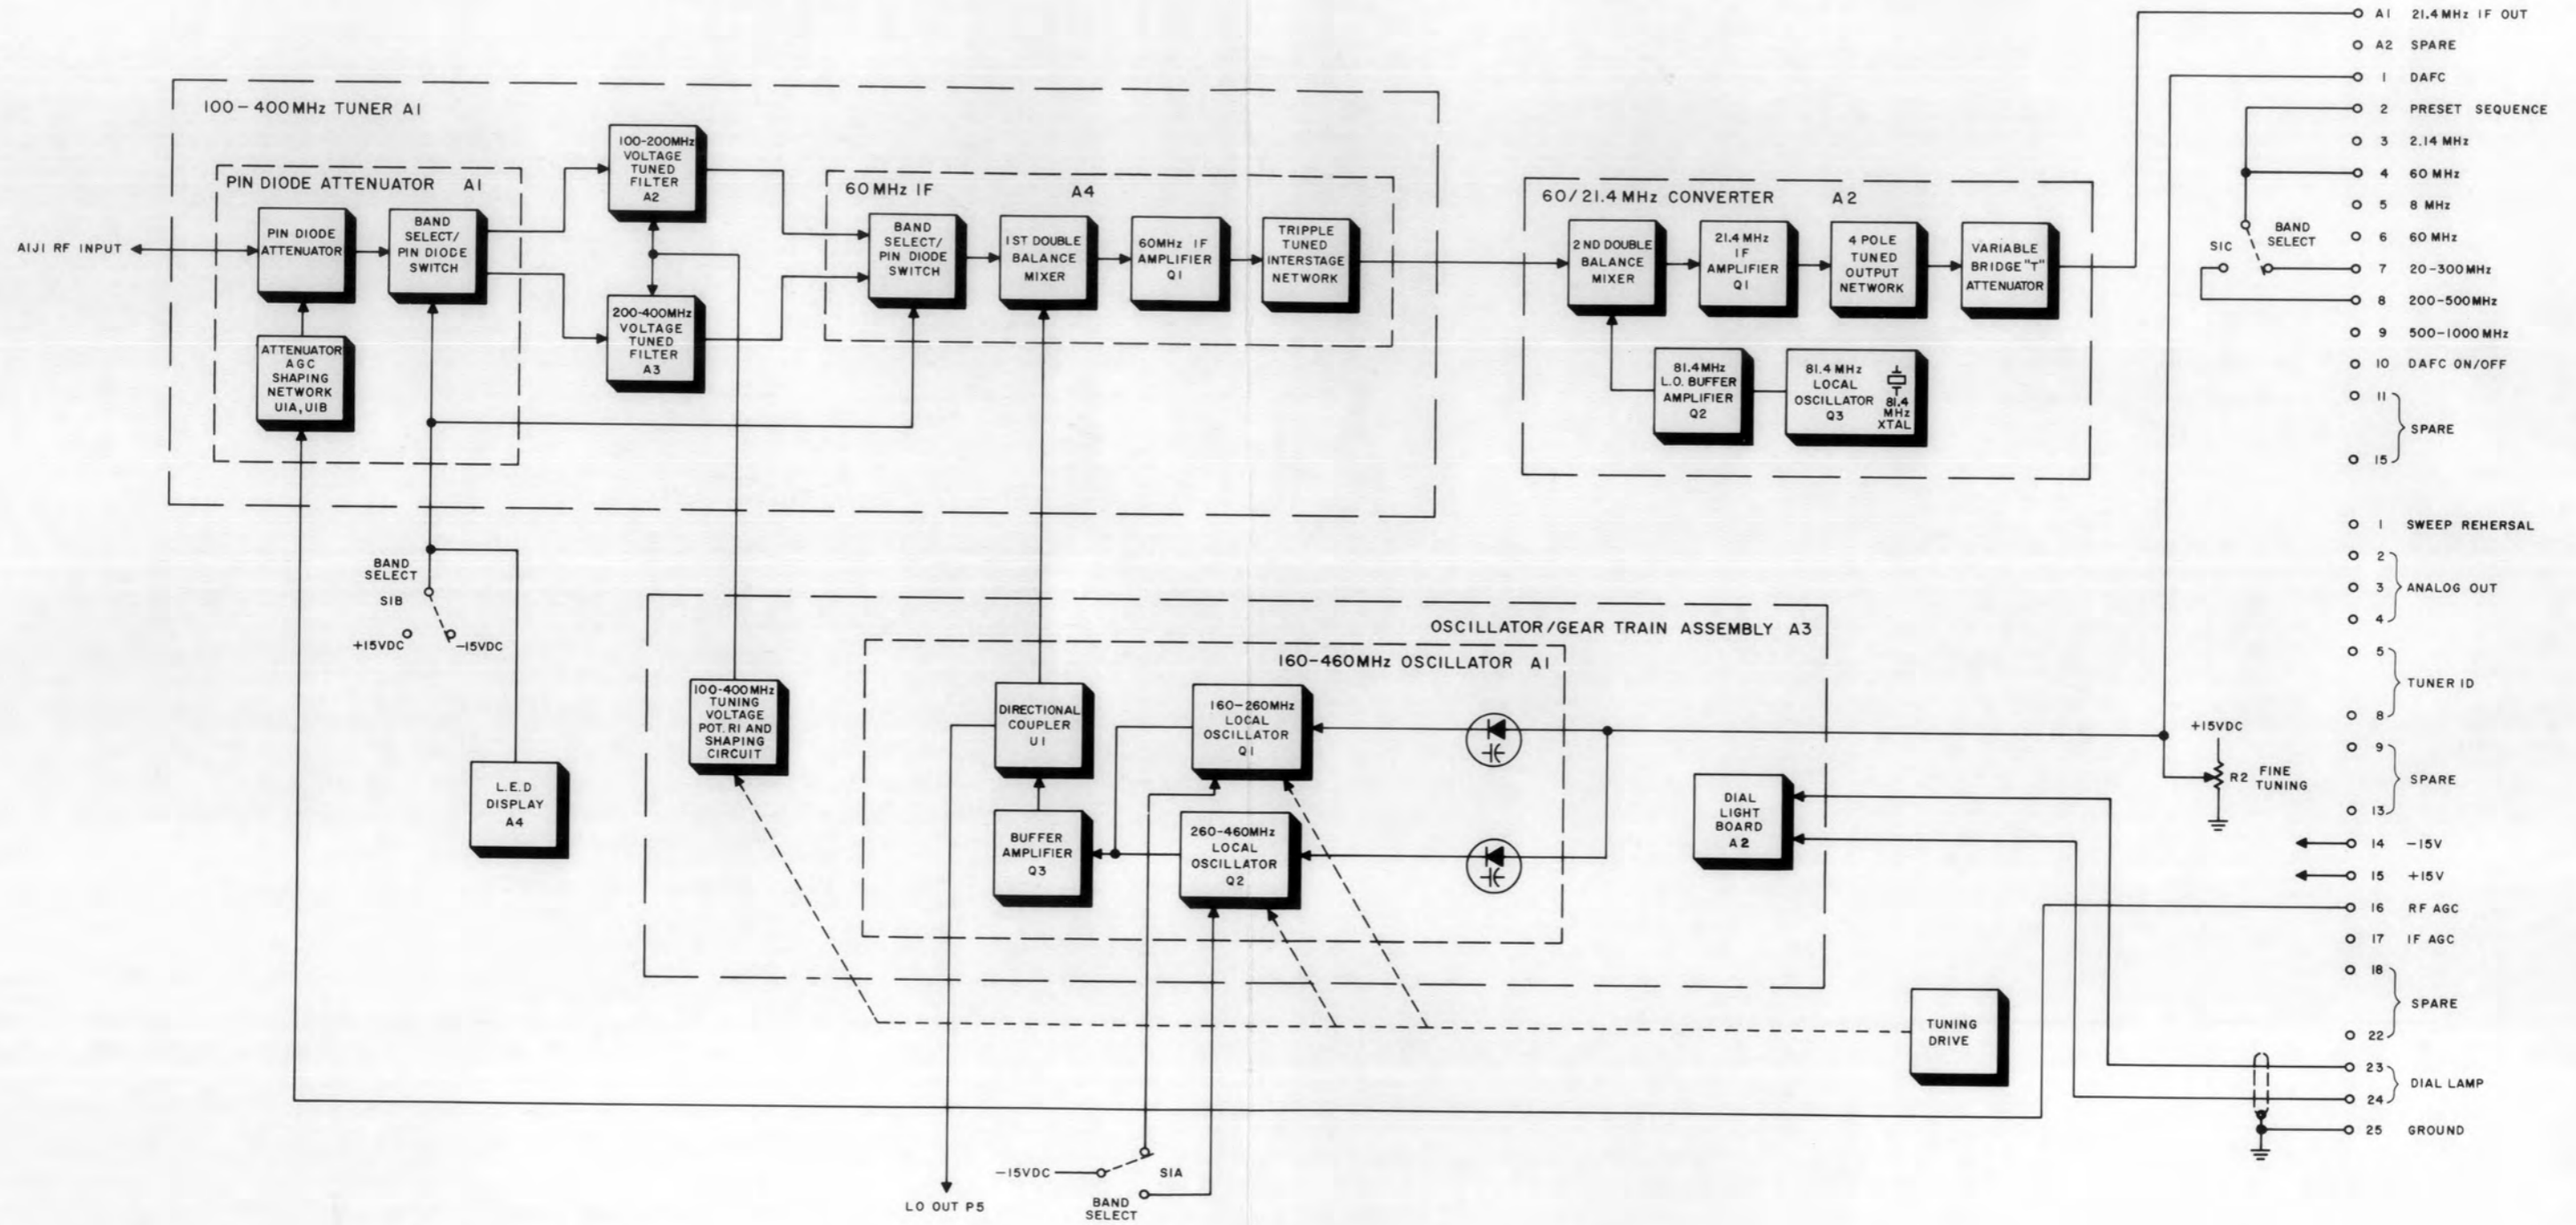 100-400MHz TUNER A1
PIN DIODE ATTENUATOR A1
A1J1 RF INPUT
PIN DIODE
ATTENUATOR
BAND
SELECT/
PIN DIODE
SWITCH
ATTENUATOR
AGC
SHAPING
NETWORK
U1A, U1B
100-200MHz
VOLTAGE
TUNED
FILTER
A2
200-400MHz
VOLTAGE
TUNED
FILTER
A3
60MHz IF A4
BAND
SELECT/
PIN DIODE
SWITCH
1ST DOUBLE
BALANCE
MIXER
60MHz IF
AMPLIFIER
Q1
TRIPPLE
TUNED
INTERSTAGE
NETWORK
60/21.4MHz CONVERTER A2
2ND DOUBLE
BALANCE
MIXER
21.4MHz
IF
AMPLIFIER
Q1
4 POLE
TUNED
OUTPUT
NETWORK
VARIABLE
BRIDGE "T"
ATTENUATOR
81.4MHz
L.O. BUFFER
AMPLIFIER
Q2
81.4MHz
LOCAL
OSCILLATOR
Q3
81.4
MHz
XTAL
BAND
SELECT
S1B
+15VDC
-15VDC
L.E.D
DISPLAY
A4
OSCILLATOR/GEAR TRAIN ASSEMBLY A3
160-460MHz OSCILLATOR A1
100-400MHz
TUNING
VOLTAGE
POT. R1 AND
SHAPING
CIRCUIT
DIRECTIONAL
COUPLER
U1
BUFFER
AMPLIFIER
Q3
160-260MHz
LOCAL
OSCILLATOR
Q1
260-460MHz
LOCAL
OSCILLATOR
Q2
DIAL
LIGHT
BOARD
A2
TUNING
DRIVE
LO OUT P5
-15VDC
S1A
BAND
SELECT
+15VDC
R2 FINE
TUNING
S1C
BAND
SELECT
A1 21.4MHz IF OUT
A2 SPARE
1 DAFC
2 PRESET SEQUENCE
3 2.14MHz
4 60MHz
5 8 MHz
6 60MHz
7 20-300MHz
8 200-500MHz
9 500-1000MHz
10 DAFC ON/OFF
11
SPARE
15
1 SWEEP REHERSAL
2
3 ANALOG OUT
4
5
TUNER ID
8
9
SPARE
13
14 -15V
15 +15V
16 RF AGC
17 IF AGC
18
SPARE
22
23
DIAL LAMP
24
25 GROUND